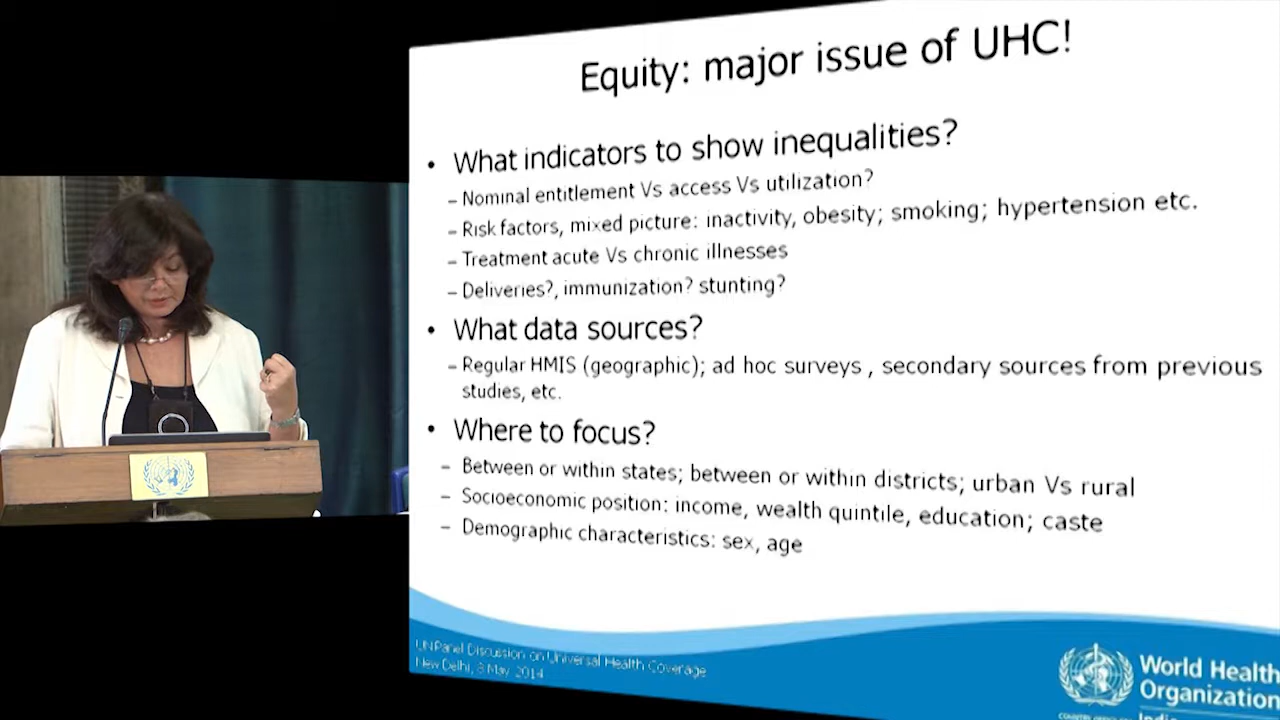 Equity: major issue of UHC!
• What indicators to show inequalities?
– Nominal entitlement Vs access Vs utilization?
– Risk factors, mixed picture: inactivity, obesity; smoking; hypertension etc.
– Treatment acute Vs chronic illnesses
– Deliveries?, immunization? stunting?
• What data sources?
– Regular HMIS (geographic); ad hoc surveys , secondary sources from previous
studies, etc.
• Where to focus?
– Between or within states; between or within districts; urban Vs rural
– Socioeconomic position: income, wealth quintile, education; caste
– Demographic characteristics: sex, age
UN Panel Discussion on Universal Health Coverage
New Delhi, May 2014
World Health
Organization